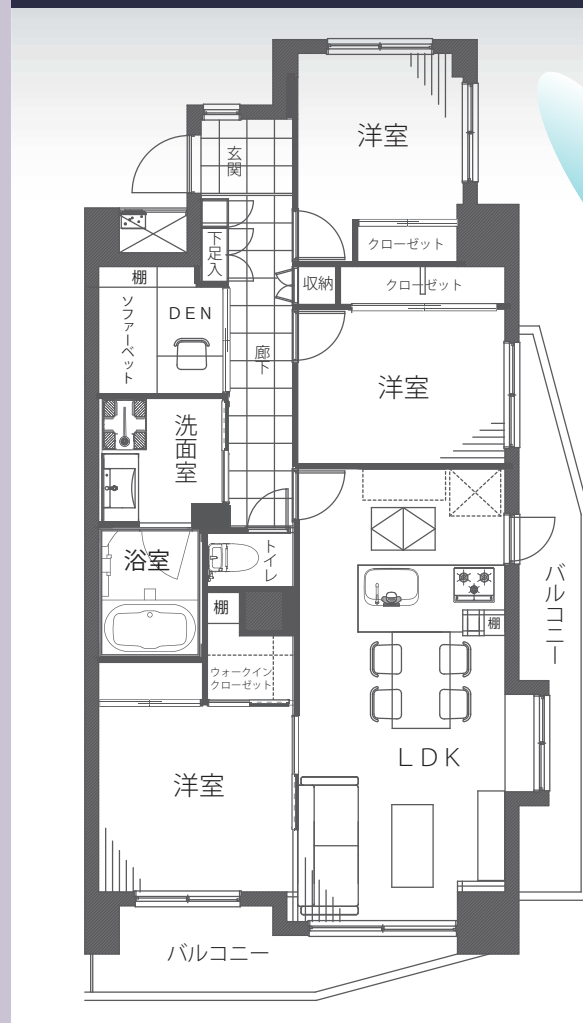 洋室
玄関
クローゼット
下足入
収納
クローゼット
棚
DEN
ソファーベット
廊下
洋室
洗面室
トイレ
浴室
バルコニー
棚
棚
ウォークイン
クローゼット
LDK
洋室
バルコニー